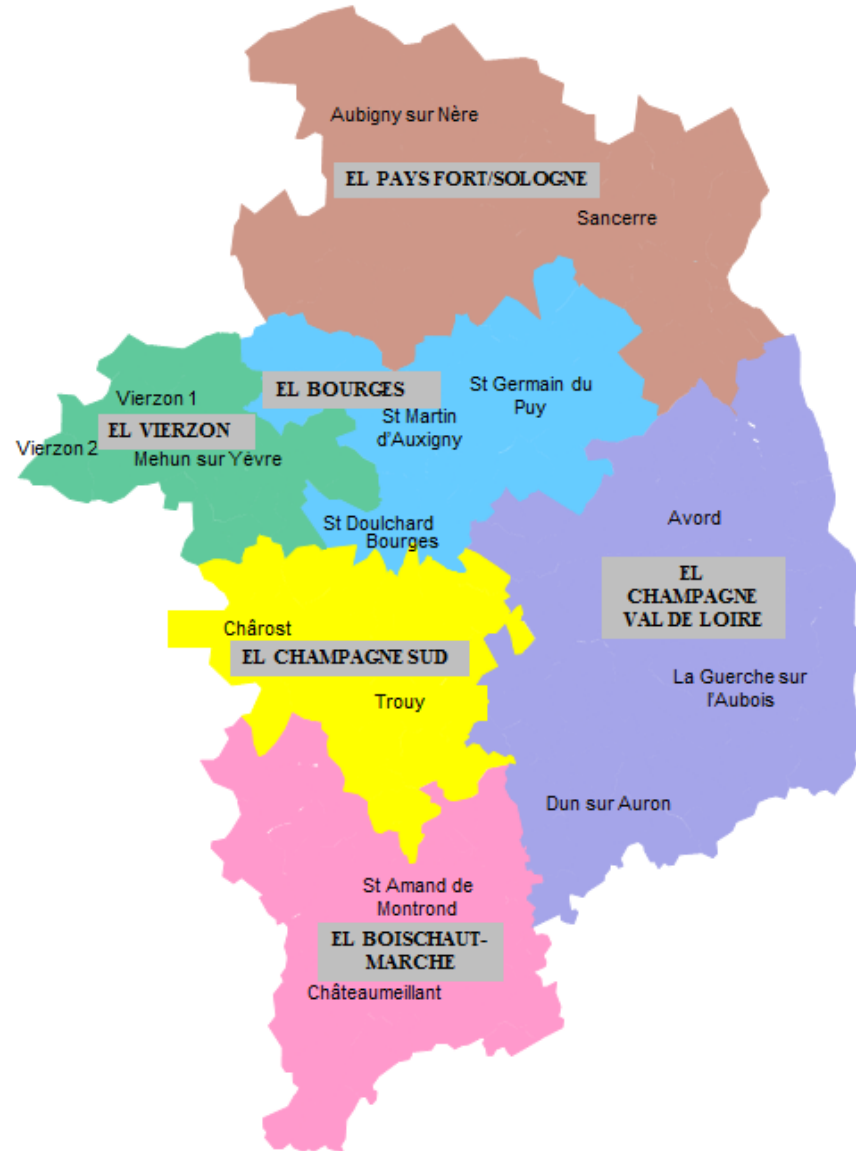 Aubigny sur Nère
EL PAYS FORT/SOLOGNE
Sancerre
EL BOURGES
St Germain du
Puy
Vierzon 1
St Martin
d'Auxigny
EL VIERZON
Vierzon 2
Mehun sur Yèvre
St Doulchard
Bourges
Avord
EL
CHAMPAGNE
VAL DE LOIRE
Chârost
EL CHAMPAGNE SUD
La Guerche sur
l'Aubois
Trouy
Dun sur Auron
St Amand de
Montrond
EL BOISCHAUT-
MARCHE
Châteaumeillant